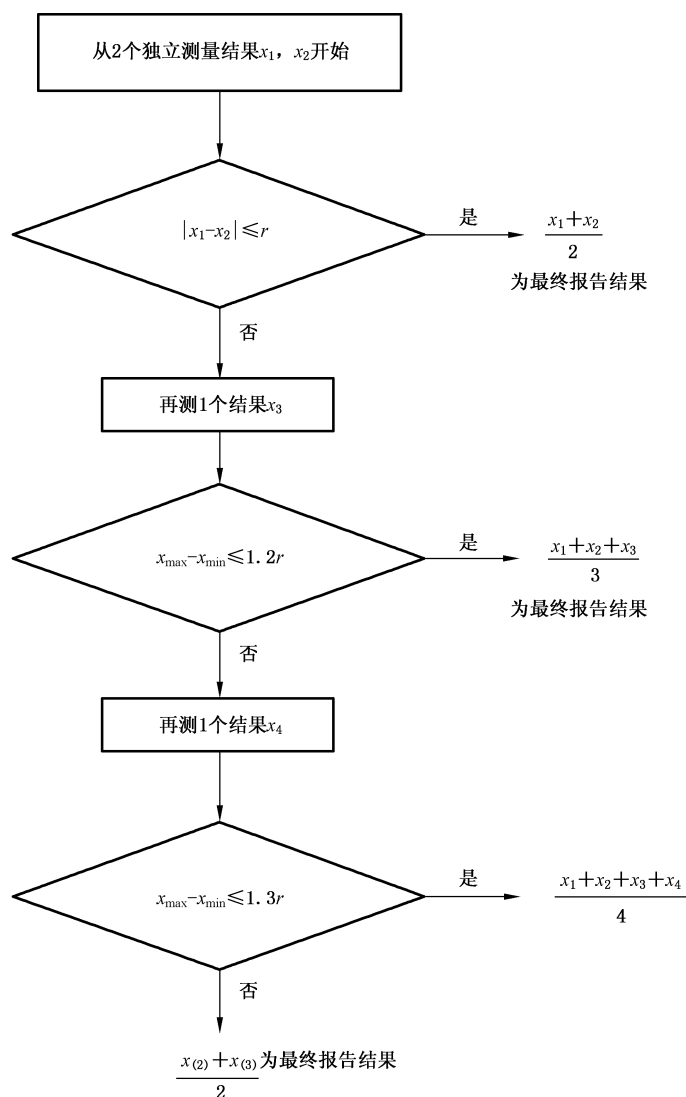 从2个独立测量结果x₁，x₂开始
|x₁-x₂|≤r
是
x₁+x₂
2
为最终报告结果
否
再测1个结果x₃
xmax-xmin≤1.2r
是
x₁+x₂+x₃
3
为最终报告结果
否
再测1个结果x₄
xmax-xmin≤1.3r
是
x₁+x₂+x₃+x₄
4
否
x₍₂₎+x₍₃₎为最终报告结果
2